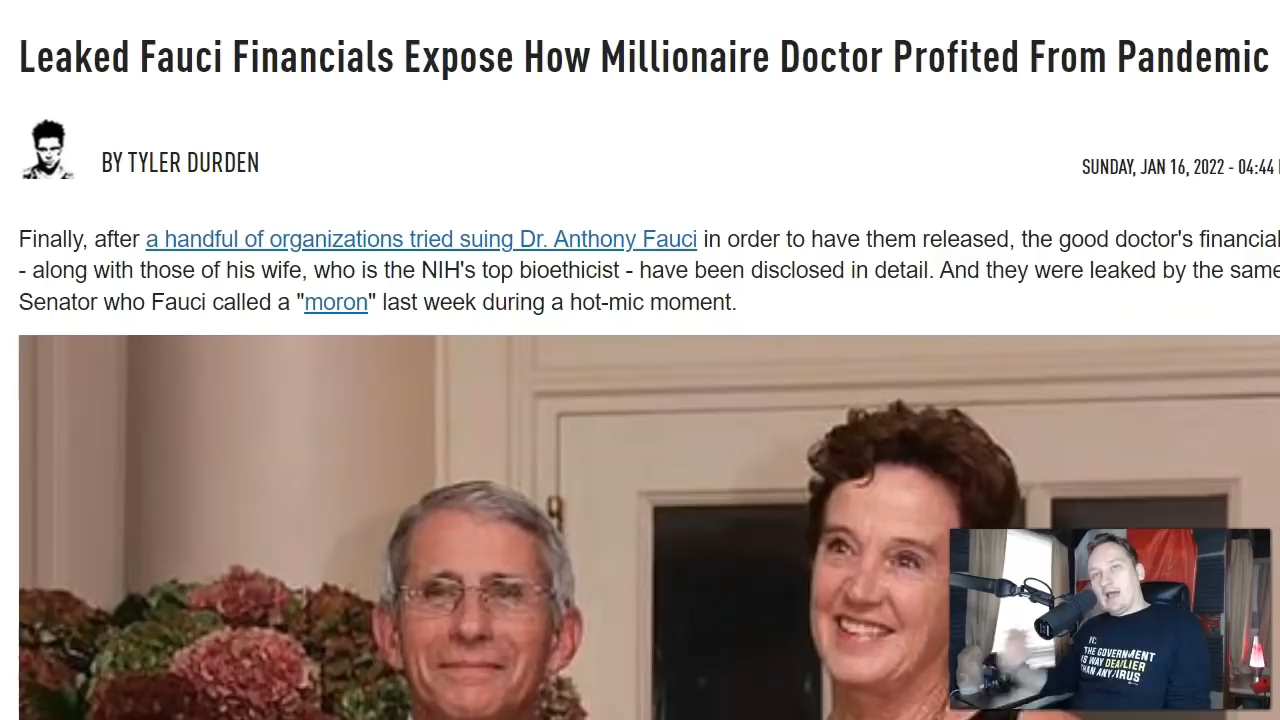 Leaked Fauci Financials Expose How Millionaire Doctor Profited From Pandemic
BY TYLER DURDEN
SUNDAY, JAN 16, 2022 - 04:44
Finally, after a handful of organizations tried suing Dr. Anthony Fauci in order to have them released, the good doctor's financial
- along with those of his wife, who is the NIH's top bioethicist - have been disclosed in detail. And they were leaked by the same
Senator who Fauci called a "moron" last week during a hot-mic moment.
THE GOVERNMENT
IS WAY DEADLIER
THAN ANY VIRUS